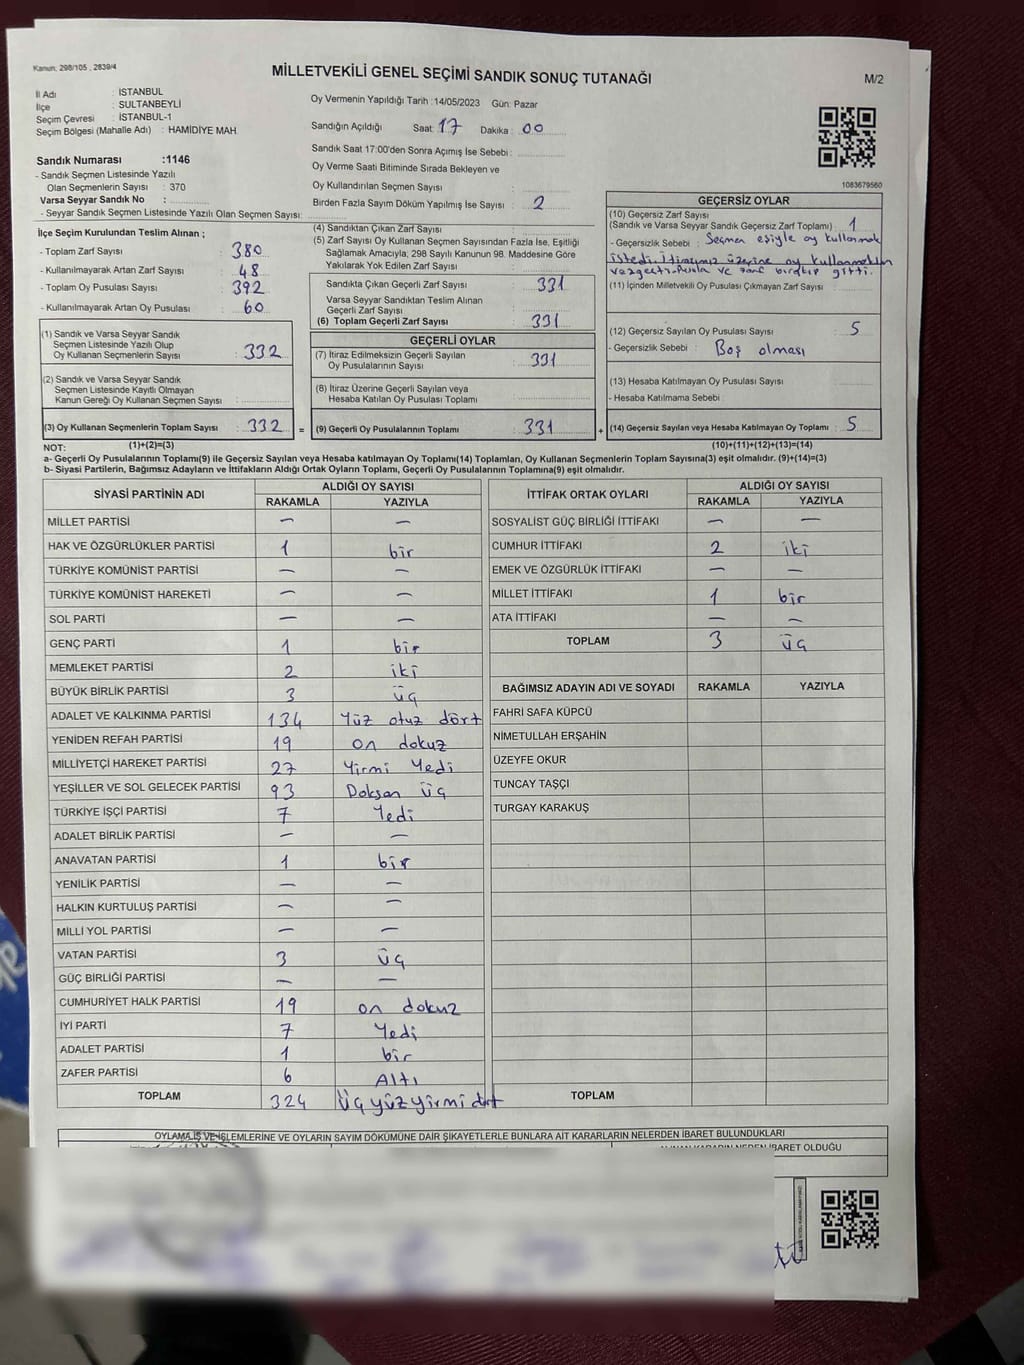 Kanun: 298/105 , 2839/4
MİLLETVEKİLİ GENEL SEÇİMİ SANDIK SONUÇ TUTANAĞI
M/2
İl Adı : İSTANBUL
İlçe : SULTANBEYLİ
Seçim Çevresi : İSTANBUL-1
Seçim Bölgesi (Mahalle Adı) : HAMİDİYE MAH.
Oy Vermenin Yapıldığı Tarih :14/05/2023 Gün: Pazar
Sandığın Açıldığı Saat: 17 Dakika: 00
Sandık Saat 17:00'den Sonra Açımış İse Sebebi :
Oy Verme Saati Bitiminde Sırada Bekleyen ve
Oy Kullandırılan Seçmen Sayısı :
Birden Fazla Sayım Döküm Yapılmış İse Sayısı : 2
Sandık Numarası :1146
- Sandık Seçmen Listesinde Yazılı
Olan Seçmenlerin Sayısı : 370
Varsa Seyyar Sandık No :
- Seyyar Sandık Seçmen Listesinde Yazılı Olan Seçmen Sayısı:
1083679560
İlçe Seçim Kurulundan Teslim Alınan ;
- Toplam Zarf Sayısı : 380
- Kullanılmayarak Artan Zarf Sayısı : 48
- Toplam Oy Pusulası Sayısı : 392
- Kullanılmayarak Artan Oy Pusulası : 60
(1) Sandık ve Varsa Seyyar Sandık
Seçmen Listesinde Yazılı Olup
Oy Kullanan Seçmenlerin Sayısı : 332
(2) Sandık ve Varsa Seyyar Sandık
Seçmen Listesinde Kayıtlı Olmayan
Kanun Gereği Oy Kullanan Seçmen Sayısı :
(3) Oy Kullanan Seçmenlerin Toplam Sayısı : 332 =
(1)+(2)=(3)
(4) Sandıktan Çıkan Zarf Sayısı :
(5) Zarf Sayısı Oy Kullanan Seçmen Sayısından Fazla İse, Eşitliği
Sağlamak Amacıyla; 298 Sayılı Kanunun 98. Maddesine Göre
Yakılarak Yok Edilen Zarf Sayısı :
Sandıkta Çıkan Geçerli Zarf Sayısı : 331
Varsa Seyyar Sandıktan Teslim Alınan
Geçerli Zarf Sayısı :
(6) Toplam Geçerli Zarf Sayısı : 331
GEÇERLİ OYLAR
(7) İtiraz Edilmeksizin Geçerli Sayılan
Oy Pusulalarının Sayısı : 331
(8) İtiraz Üzerine Geçerli Sayılan veya
Hesaba Katılan Oy Pusulası Toplamı :
(9) Geçerli Oy Pusulalarının Toplamı : 331 +
GEÇERSİZ OYLAR
(10) Geçersiz Zarf Sayısı
(Sandık ve Varsa Seyyar Sandık Geçersiz Zarf Toplamı) : 1
- Geçersizlik Sebebi : Seçmen eşiyle oy kullanmak
istedi. İtirazımız üzerine oy kullanmaktan
vazgeçti. Pusula ve zarf bırakıp gitti.
(11) İçinden Milletvekili Oy Pusulası Çıkmayan Zarf Sayısı :
(12) Geçersiz Sayılan Oy Pusulası Sayısı : 5
- Geçersizlik Sebebi : Boş olması
(13) Hesaba Katılmayan Oy Pusulası Sayısı :
- Hesaba Katılmama Sebebi :
(14) Geçersiz Sayılan veya Hesaba Katılmayan Oy Toplamı : 5
(10)+(11)+(12)+(13)=(14)
NOT:
a- Geçerli Oy Pusulalarının Toplamı(9) ile Geçersiz Sayılan veya Hesaba katılmayan Oy Toplamı(14) Toplamları, Oy Kullanan Seçmenlerin Toplam Sayısına(3) eşit olmalıdır. (9)+(14)=(3)
b- Siyasi Partilerin, Bağımsız Adayların ve İttifakların Aldığı Ortak Oyların Toplamı, Geçerli Oy Pusulalarının Toplamına(9) eşit olmalıdır.
SİYASİ PARTİNİN ADI ALDIĞI OY SAYISI
RAKAMLA YAZIYLA
MİLLET PARTİSİ — —
HAK VE ÖZGÜRLÜKLER PARTİSİ 1 bir
TÜRKİYE KOMÜNİST PARTİSİ — —
TÜRKİYE KOMÜNİST HAREKETİ — —
SOL PARTİ — —
GENÇ PARTİ 1 bir
MEMLEKET PARTİSİ 2 iki
BÜYÜK BİRLİK PARTİSİ 3 üç
ADALET VE KALKINMA PARTİSİ 134 Yüz otuz dört
YENİDEN REFAH PARTİSİ 19 on dokuz
MİLLİYETÇİ HAREKET PARTİSİ 27 Yirmi Yedi
YEŞİLLER VE SOL GELECEK PARTİSİ 93 Doksan üç
TÜRKİYE İŞÇİ PARTİSİ 7 Yedi
ADALET BİRLİK PARTİSİ — —
ANAVATAN PARTİSİ 1 bir
YENİLİK PARTİSİ — —
HALKIN KURTULUŞ PARTİSİ — —
MİLLİ YOL PARTİSİ — —
VATAN PARTİSİ 3 üç
GÜÇ BİRLİĞİ PARTİSİ — —
CUMHURİYET HALK PARTİSİ 19 on dokuz
İYİ PARTİ 7 Yedi
ADALET PARTİSİ 1 bir
ZAFER PARTİSİ 6 Altı
TOPLAM 324 Üç yüz yirmi dört
İTTİFAK ORTAK OYLARI ALDIĞI OY SAYISI
RAKAMLA YAZIYLA
SOSYALİST GÜÇ BİRLİĞİ İTTİFAKI — —
CUMHUR İTTİFAKI 2 iki
EMEK VE ÖZGÜRLÜK İTTİFAKI — —
MİLLET İTTİFAKI 1 bir
ATA İTTİFAKI — —
TOPLAM 3 üç
BAĞIMSIZ ADAYIN ADI VE SOYADI RAKAMLA YAZIYLA
FAHRİ SAFA KÜPCÜ
NİMETULLAH ERŞAHİN
ÜZEYFE OKUR
TUNCAY TAŞÇI
TURGAY KARAKUŞ
TOPLAM
OYLAMA İŞ VE İŞLEMLERİNE VE OYLARIN SAYIM DÖKÜMÜNE DAİR ŞİKAYETLERLE BUNLARA AİT KARARLARIN NELERDEN İBARET BULUNDUKLARI
İBARET OLDUĞU